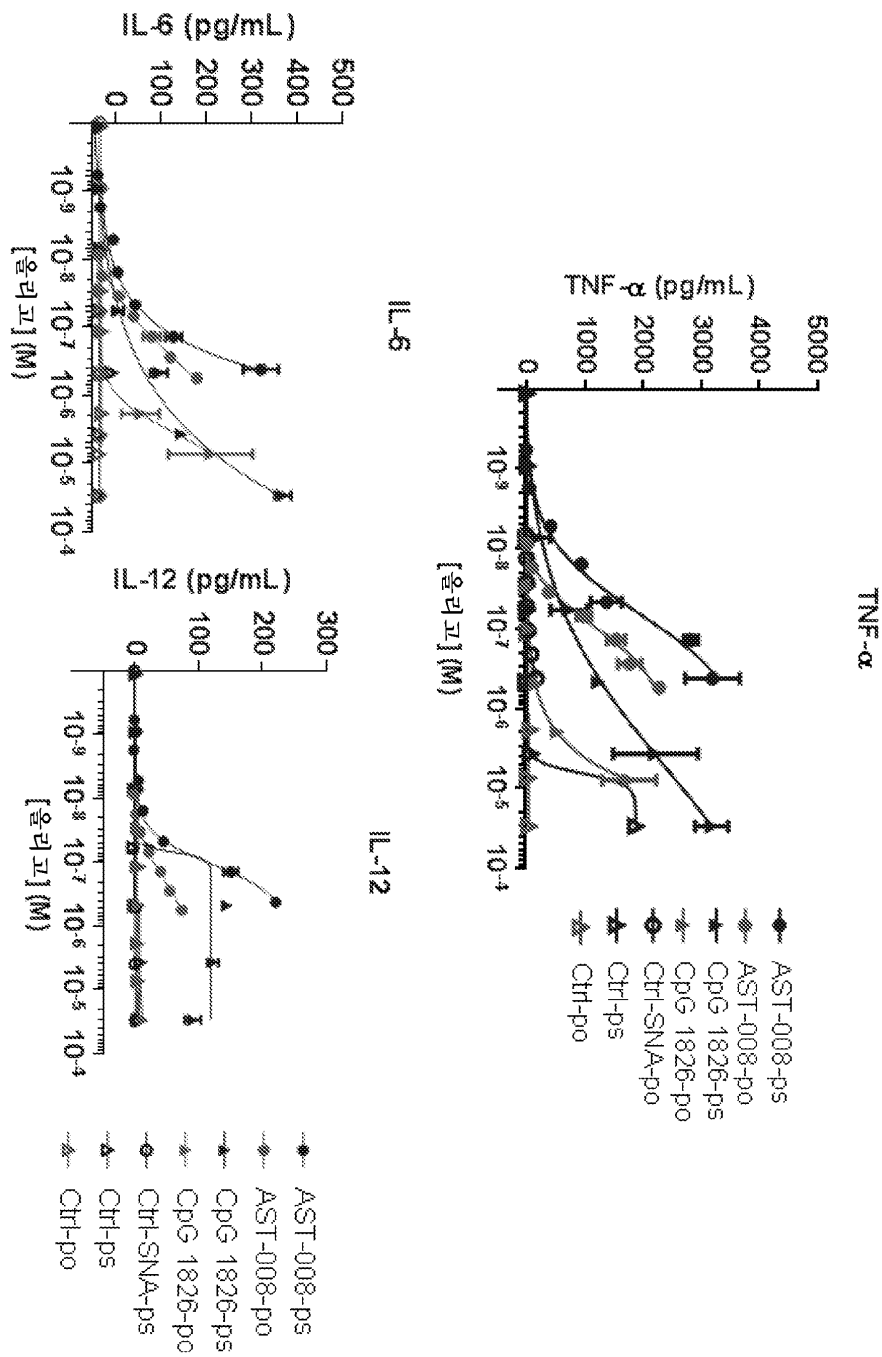 TNF-α
TNF-α (pg/mL)
5000
4000
3000
2000
1000
0
10-9
10-8
10-7
10-6
10-5
10-4
[올리고] (M)
AST-008-ps
AST-008-po
CpG 1826-ps
CpG 1826-po
Ctrl-SNA-po
Ctrl-ps
Ctrl-po
IL-6
IL-6 (pg/mL)
500
400
300
200
100
0
10-9
10-8
10-7
10-6
10-5
10-4
[올리고] (M)
IL-12
IL-12 (pg/mL)
300
200
100
0
10-9
10-8
10-7
10-6
10-5
10-4
[올리고] (M)
AST-008-ps
AST-008-po
CpG 1826-ps
CpG 1826-po
Ctrl-SNA-ps
Ctrl-ps
Ctrl-po